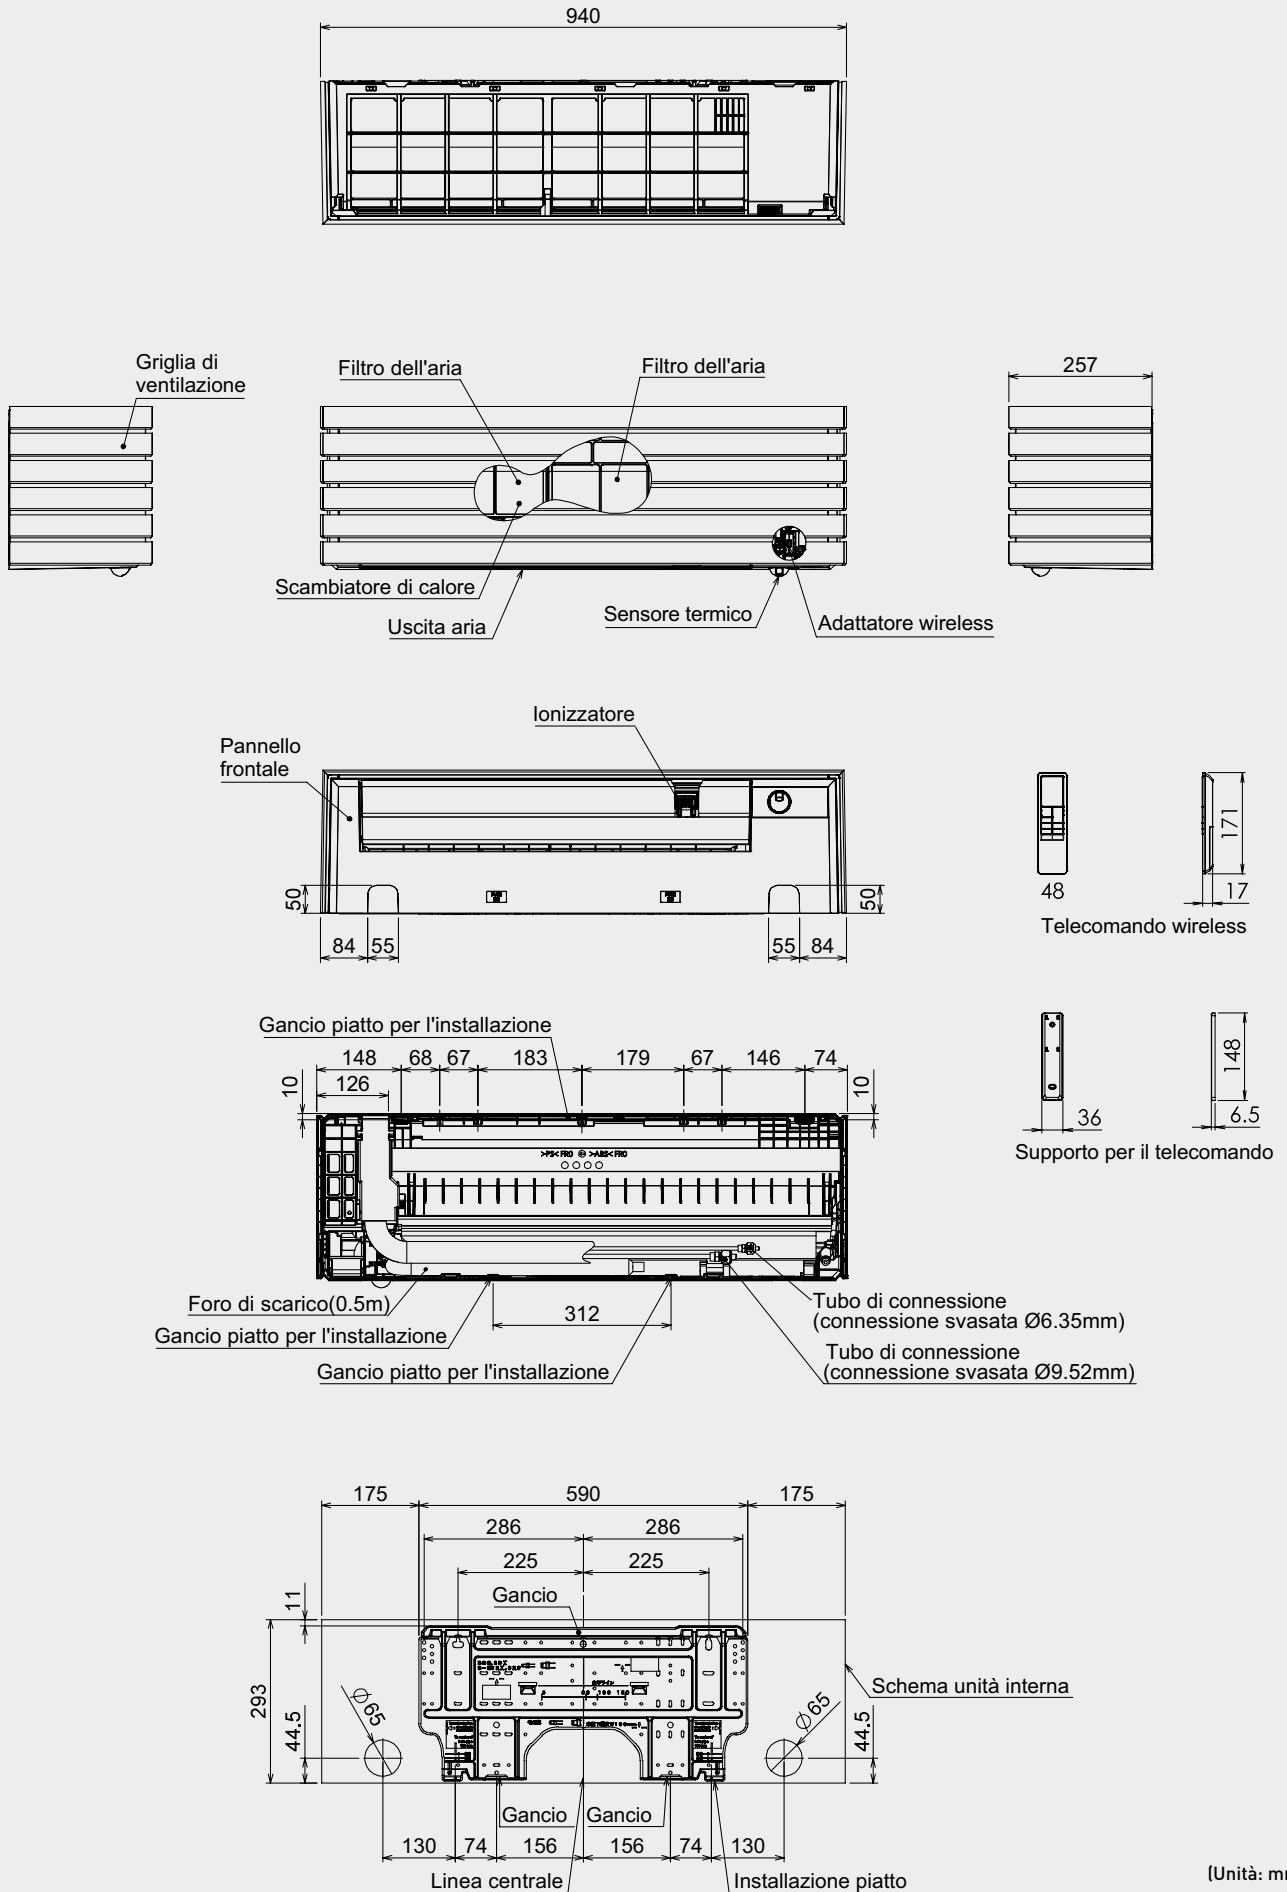 940
Griglia di
ventilazione
Filtro dell'aria
Filtro dell'aria
257
Scambiatore di calore
Uscita aria
Sensore termico
Adattatore wireless
Ionizzatore
Pannello
frontale
50
50
84
55
55
84
48
171
17
Telecomando wireless
Gancio piatto per l'installazione
148
68
67
183
179
67
146
74
126
10
10
>PS<FR0
>ABS<FR0
36
148
6.5
Supporto per il telecomando
Foro di scarico(0.5m)
Gancio piatto per l'installazione
Gancio piatto per l'installazione
312
Tubo di connessione
(connessione svasata Ø6.35mm)
Tubo di connessione
(connessione svasata Ø9.52mm)
175
590
175
286
286
225
225
Gancio
11
293
44.5
Ø65
Ø65
44.5
Schema unità interna
Gancio
Gancio
130
74
156
156
74
130
Linea centrale
Installazione piatto
(Unità: m